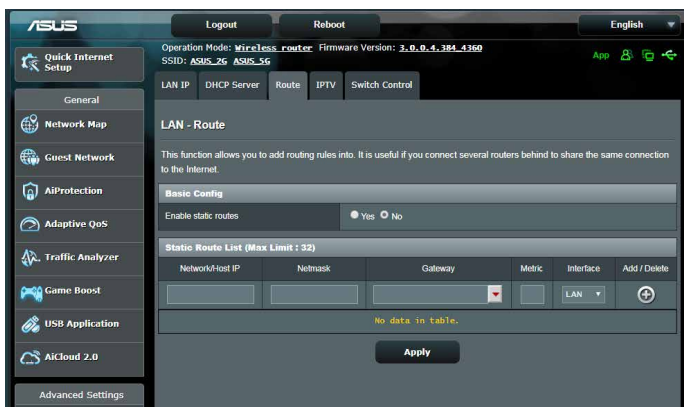 ASUS
Logout
Reboot
English
Quick Internet Setup
Operation Mode: Wireless router Firmware Version: 3.0.0.4.384_4360
SSID: ASUS_2G ASUS_5G
App
LAN IP DHCP Server Route IPTV Switch Control
General
Network Map
Guest Network
AiProtection
Adaptive QoS
Traffic Analyzer
Game Boost
USB Application
AiCloud 2.0
Advanced Settings
LAN - Route
This function allows you to add routing rules into. It is useful if you connect several routers behind to share the same connection
to the Internet.
Basic Config
Enable static routes Yes No
Static Route List (Max Limit : 32)
Network/Host IP Netmask Gateway Metric Interface Add / Delete
LAN
No data in table.
Apply